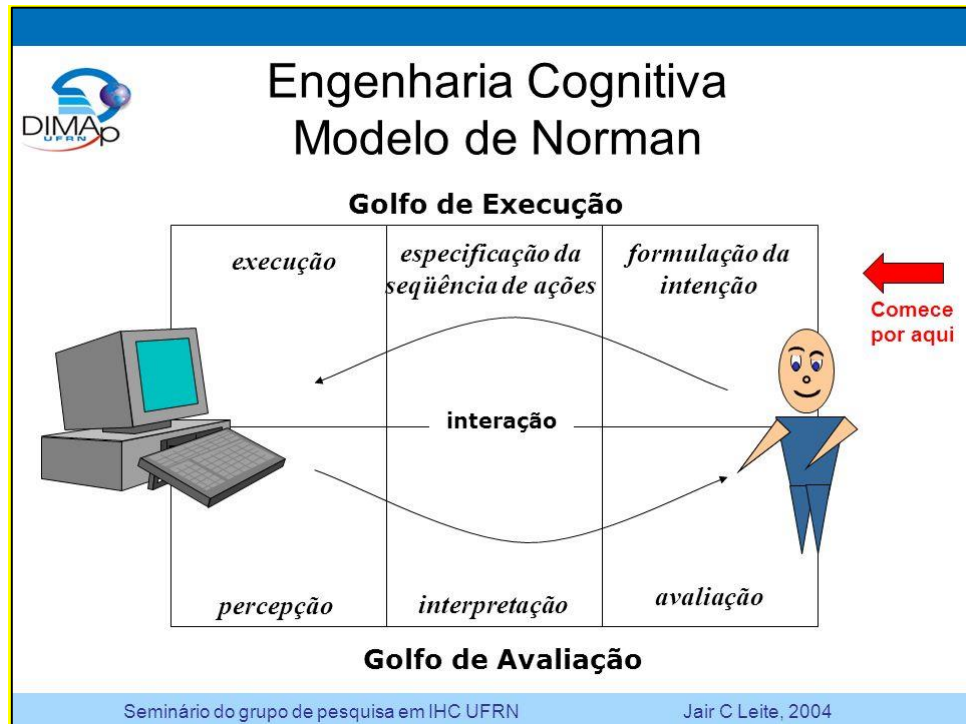 DIMAp
UFRN
Engenharia Cognitiva
Modelo de Norman
Golfo de Execução
execução
especificação da
seqüência de ações
formulação da
intenção
Comece
por aqui
interação
percepção
interpretação
avaliação
Golfo de Avaliação
Seminário do grupo de pesquisa em IHC UFRN
Jair C Leite, 2004